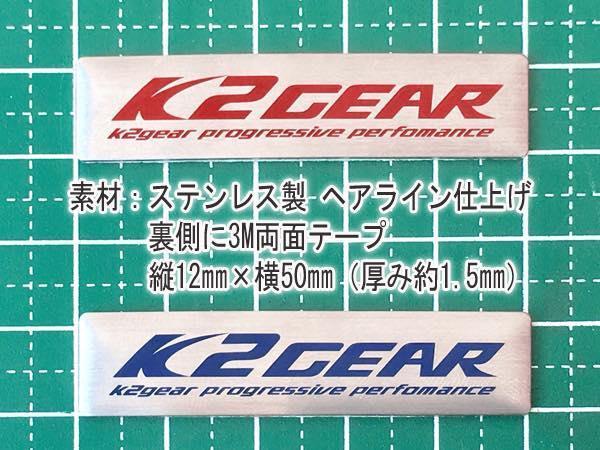 K2GEAR
k2gear progressive perfomance
素材：ステンレス製 ヘアライン仕上げ
裏側に3M両面テープ
縦12mm×横50mm（厚み約1.5mm）
K2GEAR
k2gear progressive perfomance